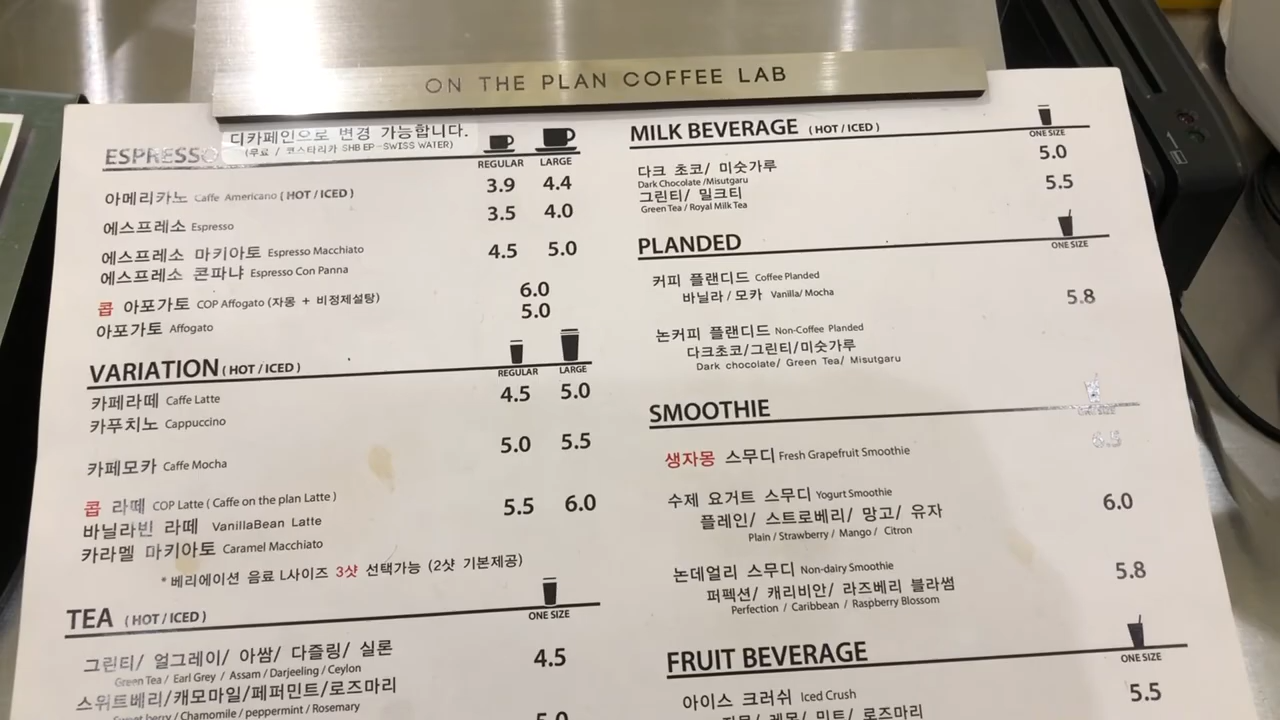 ON THE PLAN COFFEE LAB
ESPRESSO
디카페인으로 변경 가능합니다.
(무료 / 코스타리카 SHB EP-SWISS WATER)
REGULAR LARGE
아메리카노 Caffe Americano ( HOT / ICED ) 3.9 4.4
에스프레소 Espresso 3.5 4.0
에스프레소 마키아토 Espresso Macchiato 4.5 5.0
에스프레소 콘파냐 Espresso Con Panna
콥 아포가토 COP Affogato (자몽 + 비정제설탕) 6.0
아포가토 Affogato 5.0
VARIATION ( HOT / ICED ) REGULAR LARGE
카페라떼 Caffe Latte 4.5 5.0
카푸치노 Cappuccino
카페모카 Caffe Mocha 5.0 5.5
콥 라떼 COP Latte ( Caffe on the plan Latte ) 5.5 6.0
바닐라빈 라떼 VanillaBean Latte
카라멜 마키아토 Caramel Macchiato
* 베리에이션 음료 L사이즈 3샷 선택가능 (2샷 기본제공)
TEA ( HOT / ICED ) ONE SIZE
그린티/ 얼그레이/ 아쌈/ 다즐링/ 실론 4.5
Green Tea / Earl Grey / Assam / Darjeeling / Ceylon
스위트베리/캐모마일/페퍼민트/로즈마리
Sweet berry / Chamomile / peppermint / Rosemary 5.0
MILK BEVERAGE ( HOT / ICED ) ONE SIZE
다크 초코/ 미숫가루 5.0
Dark Chocolate /Misutgaru
그린티/ 밀크티 5.5
Green Tea / Royal Milk Tea
PLANDED ONE SIZE
커피 플랜디드 Coffee Planded
바닐라 / 모카 Vanilla/ Mocha 5.8
논커피 플랜디드 Non-Coffee Planded
다크초코/그린티/미숫가루
Dark chocolate/ Green Tea/ Misutgaru
SMOOTHIE ONE SIZE
생자몽 스무디 Fresh Grapefruit Smoothie 6.5
수제 요거트 스무디 Yogurt Smoothie 6.0
플레인/ 스트로베리/ 망고/ 유자
Plain / Strawberry / Mango / Citron
논데얼리 스무디 Non-dairy Smoothie 5.8
퍼펙션/ 캐리비안/ 라즈베리 블라썸
Perfection / Caribbean / Raspberry Blossom
FRUIT BEVERAGE ONE SIZE
아이스 크러쉬 Iced Crush 5.5
자몽/ 레몬/ 민트/ 로즈마리